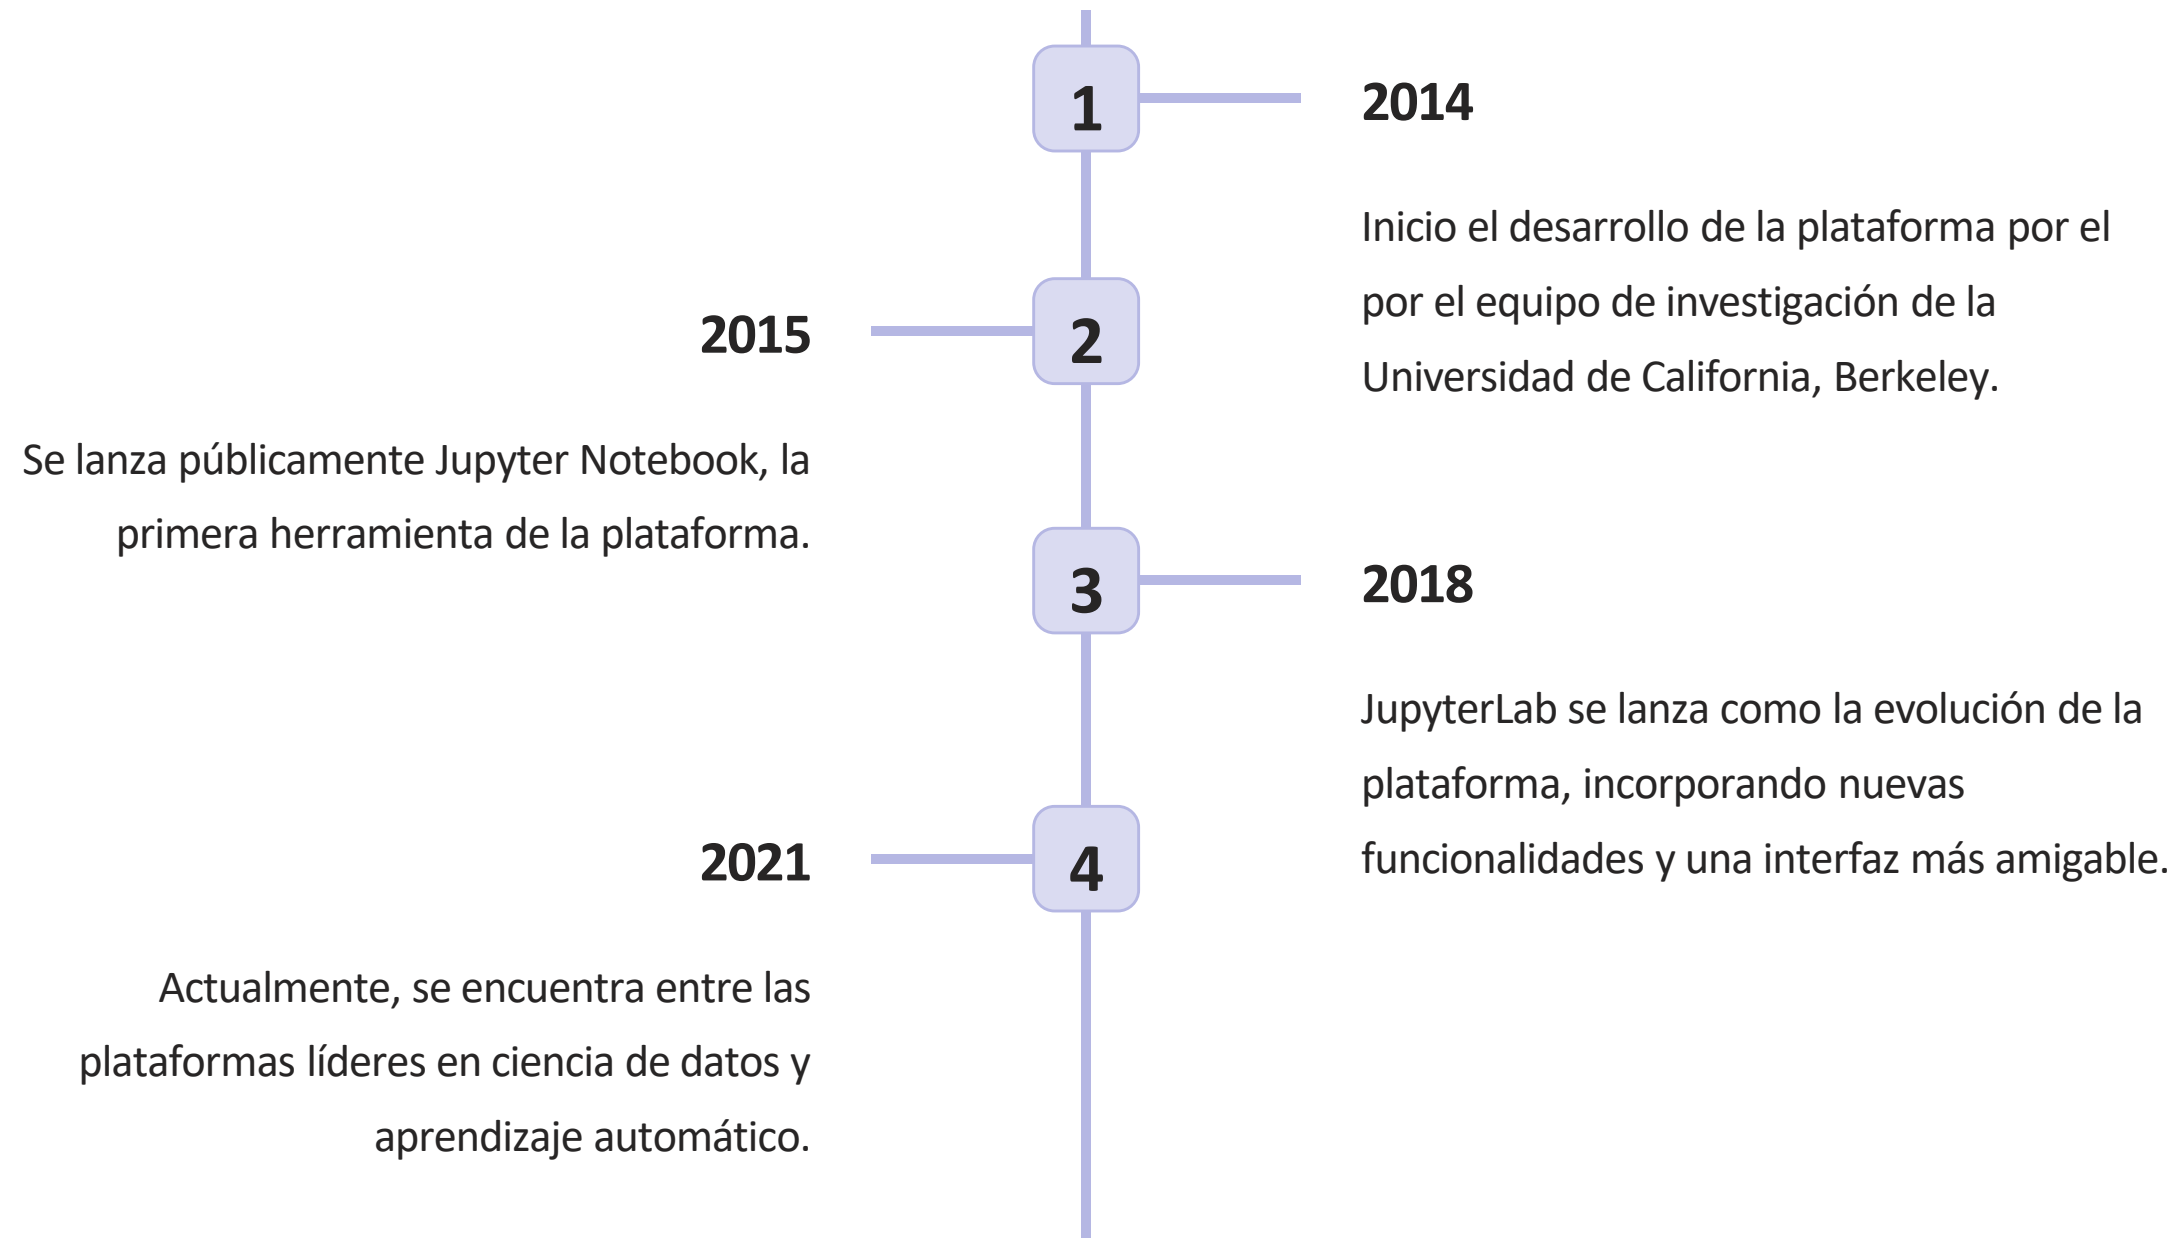 1
2014
Inicio el desarrollo de la plataforma por el
por el equipo de investigación de la
Universidad de California, Berkeley.
2
2015
Se lanza públicamente Jupyter Notebook, la
primera herramienta de la plataforma.
3
2018
JupyterLab se lanza como la evolución de la
plataforma, incorporando nuevas
funcionalidades y una interfaz más amigable.
4
2021
Actualmente, se encuentra entre las
plataformas líderes en ciencia de datos y
aprendizaje automático.